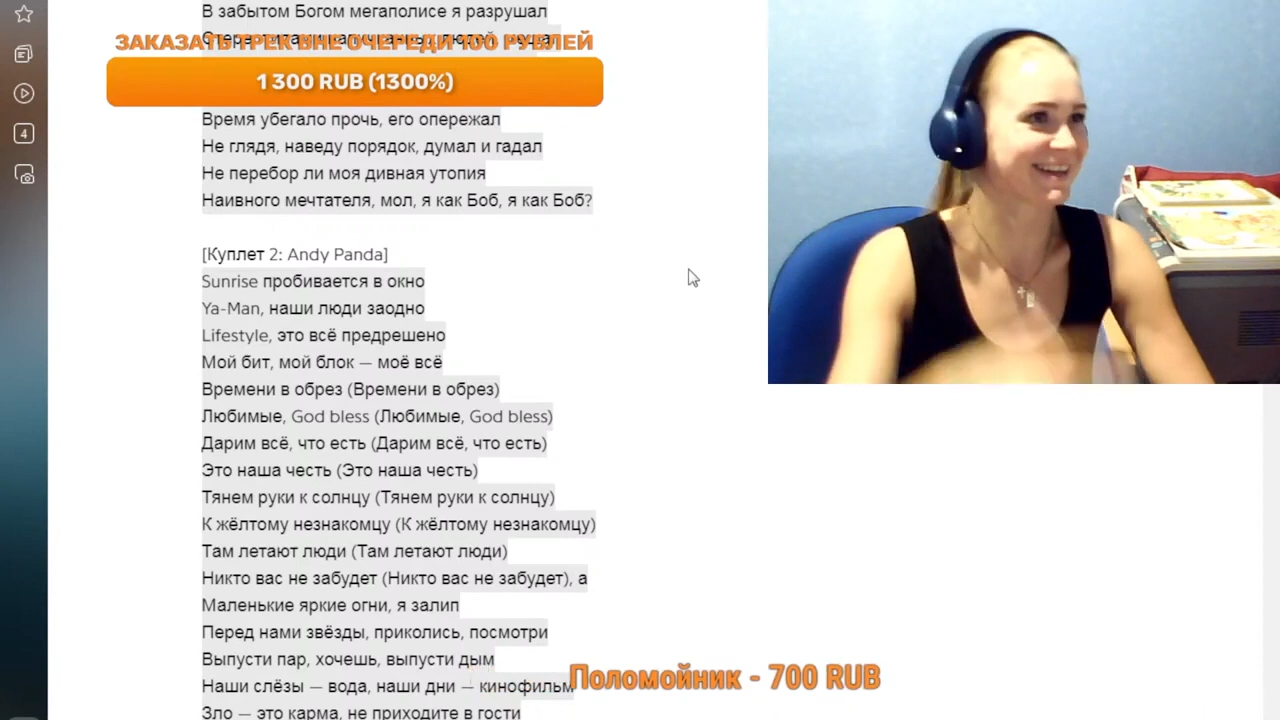 В забытом Богом мегаполисе я разрушал
ЗАКАЗАТЬ ТРЕК ВНЕ ОЧЕРЕДИ 100 РУБЛЕЙ
1 300 RUB (1300%)
Время убегало прочь, его опережал
Не глядя, наведу порядок, думал и гадал
Не перебор ли моя дивная утопия
Наивного мечтателя, мол, я как Боб, я как Боб?
[Куплет 2: Andy Panda]
Sunrise пробивается в окно
Ya-Man, наши люди заодно
Lifestyle, это всё предрешено
Мой бит, мой блок — моё всё
Времени в обрез (Времени в обрез)
Любимые, God bless (Любимые, God bless)
Дарим всё, что есть (Дарим всё, что есть)
Это наша честь (Это наша честь)
Тянем руки к солнцу (Тянем руки к солнцу)
К жёлтому незнакомцу (К жёлтому незнакомцу)
Там летают люди (Там летают люди)
Никто вас не забудет (Никто вас не забудет), а
Маленькие яркие огни, я залип
Перед нами звёзды, приколись, посмотри
Выпусти пар, хочешь, выпусти дым
Наши слёзы — вода, наши дни — кинофильм
Поломойник - 700 RUB
Зло — это карма, не приходите в гости
4